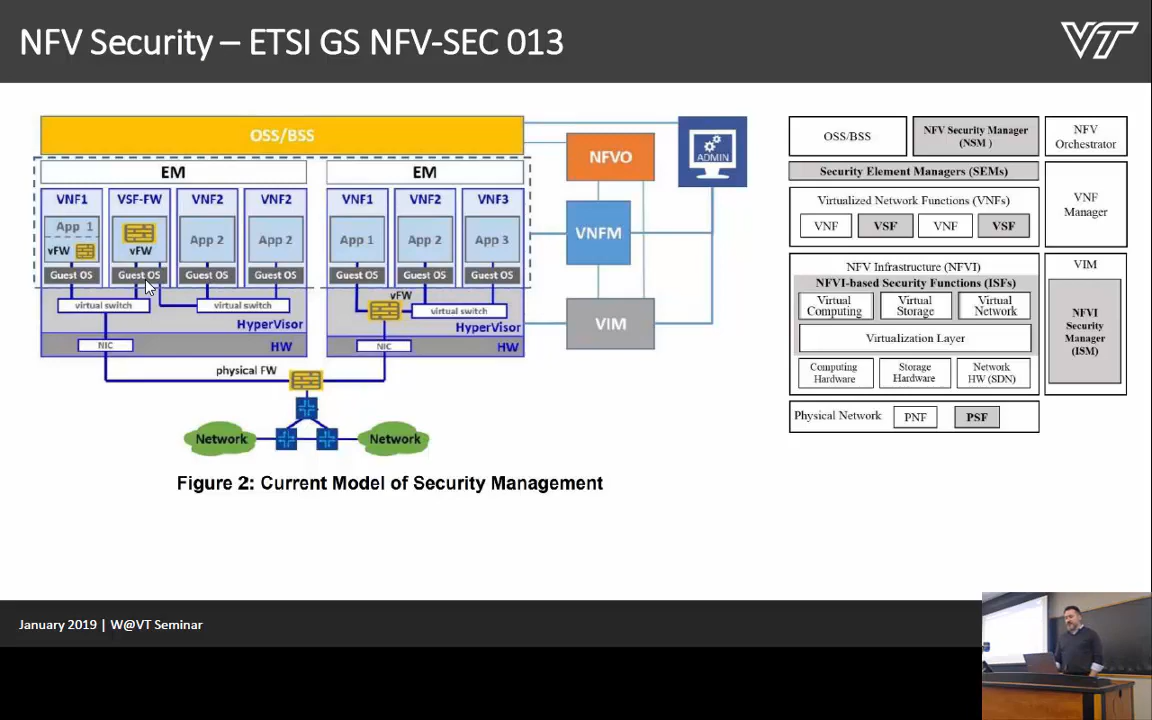 NFV Security – ETSI GS NFV-SEC 013
VT
OSS/BSS
EM
EM
VNF1
VSF-FW
VNF2
VNF2
VNF1
VNF2
VNF3
App 1
vFW
vFW
App 2
App 2
App 1
App 2
App 3
Guest OS
Guest OS
Guest OS
Guest OS
Guest OS
Guest OS
Guest OS
virtual switch
virtual switch
vFW
virtual switch
HyperVisor
HyperVisor
NIC
HW
NIC
HW
physical FW
Network
Network
NFVO
VNFM
VIM
ADMIN
Figure 2: Current Model of Security Management
OSS/BSS
NFV Security Manager
(NSM )
NFV
Orchestrator
Security Element Managers (SEMs)
Virtualized Network Functions (VNFs)
VNF
VSF
VNF
VSF
VNF
Manager
NFV Infrastructure (NFVI)
NFVI-based Security Functions (ISFs)
Virtual
Computing
Virtual
Storage
Virtual
Network
Virtualization Layer
Computing
Hardware
Storage
Hardware
Network
HW (SDN)
VIM
NFVI
Security
Manager
(ISM)
Physical Network
PNF
PSF
January 2019 | W@VT Seminar